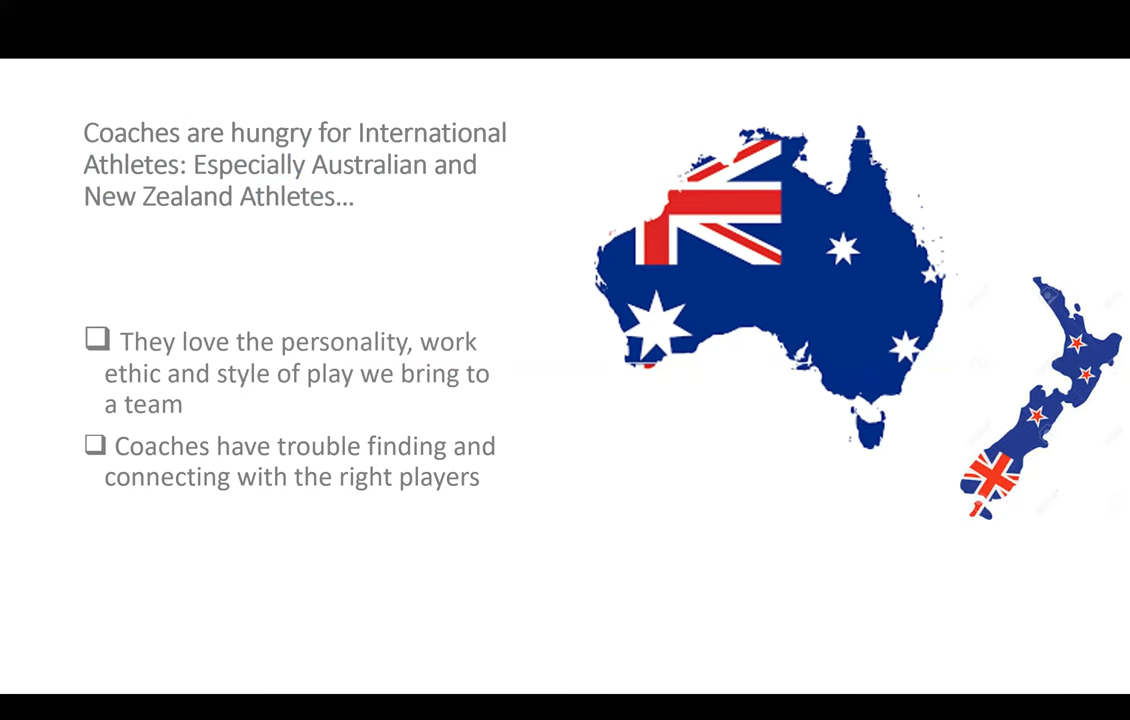 Coaches are hungry for International
Athletes: Especially Australian and
New Zealand Athletes...
They love the personality, work
ethic and style of play we bring to
a team
Coaches have trouble finding and
connecting with the right players